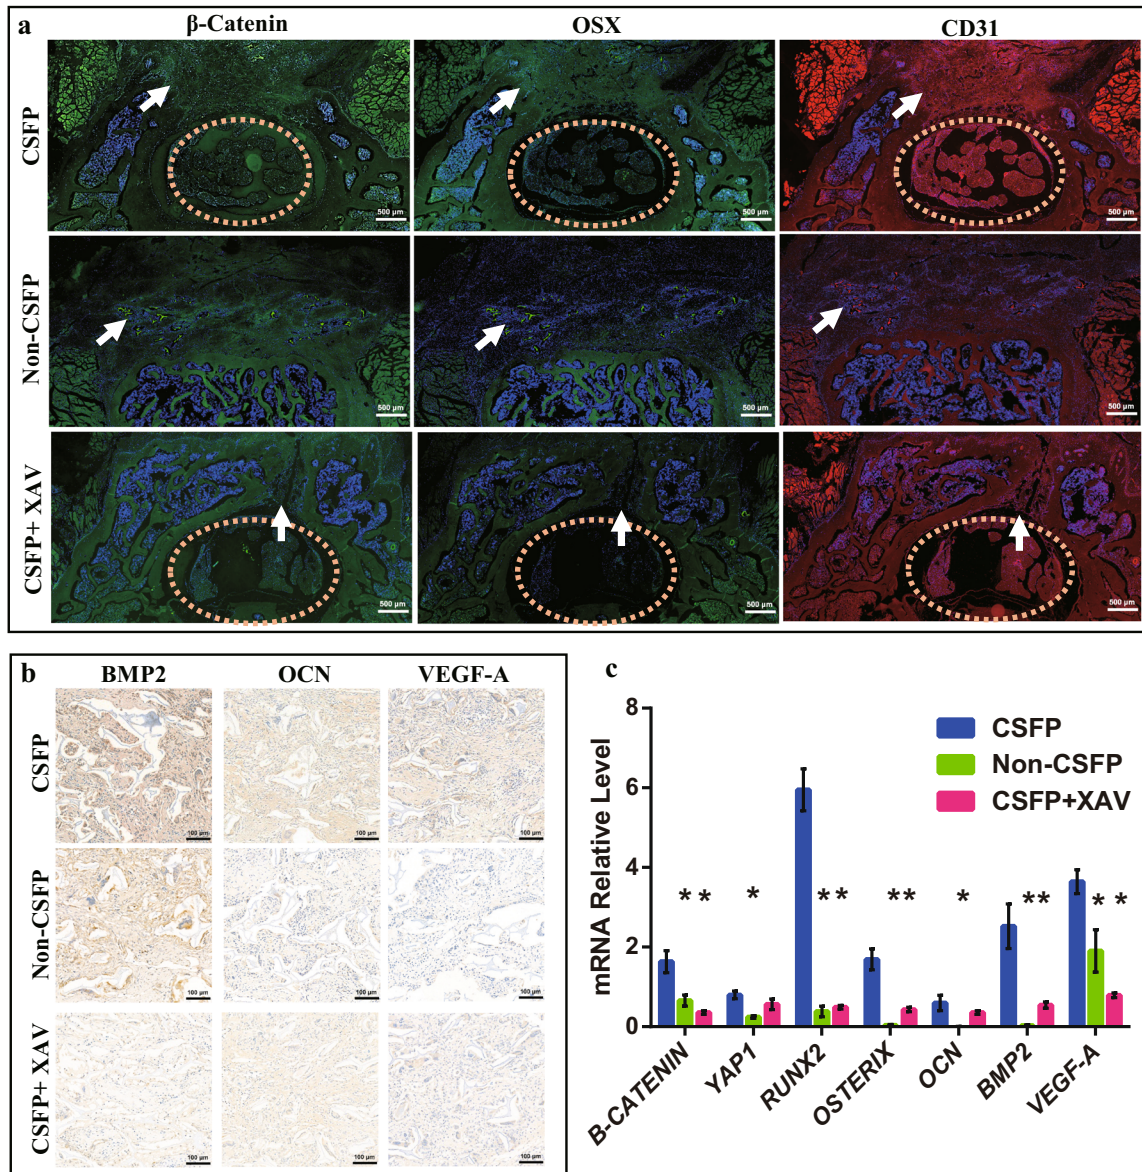 a
β-Catenin OSX CD31
CSFP
500 µm 500 µm 500 µm
Non-CSFP
500 µm 500 µm 500 µm
CSFP+ XAV
500 µm 500 µm 500 µm
b
BMP2 OCN VEGF-A
CSFP
100 µm 100 µm 100 µm
Non-CSFP
100 µm 100 µm 100 µm
CSFP+ XAV
100 µm 100 µm 100 µm
c
mRNA Relative Level
8
6
4
2
0
CSFP
Non-CSFP
CSFP+XAV
* * * ** ** * ** * *
B-CATENIN YAP1 RUNX2 OSTERIX OCN BMP2 VEGF-A